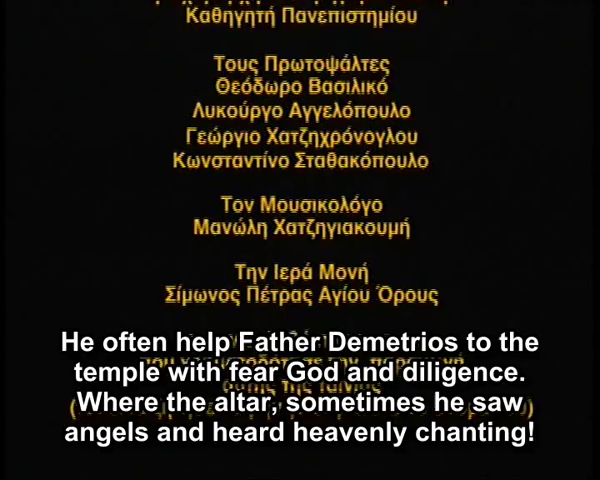 Καθηγητή Πανεπιστημίου
Τους Πρωτοψάλτες
Θεόδωρο Βασιλικό
Λυκούργο Αγγελόπουλο
Γεώργιο Χατζηχρόνογλου
Κωνσταντίνο Σταθακόπουλο
Τον Μουσικολόγο
Μανώλη Χατζηγιακουμή
Την Ιερά Μονή
Σίμωνος Πέτρας Αγίου Όρους
He often help Father Demetrios to the
temple with fear God and diligence.
Where the altar, sometimes he saw
angels and heard heavenly chanting!